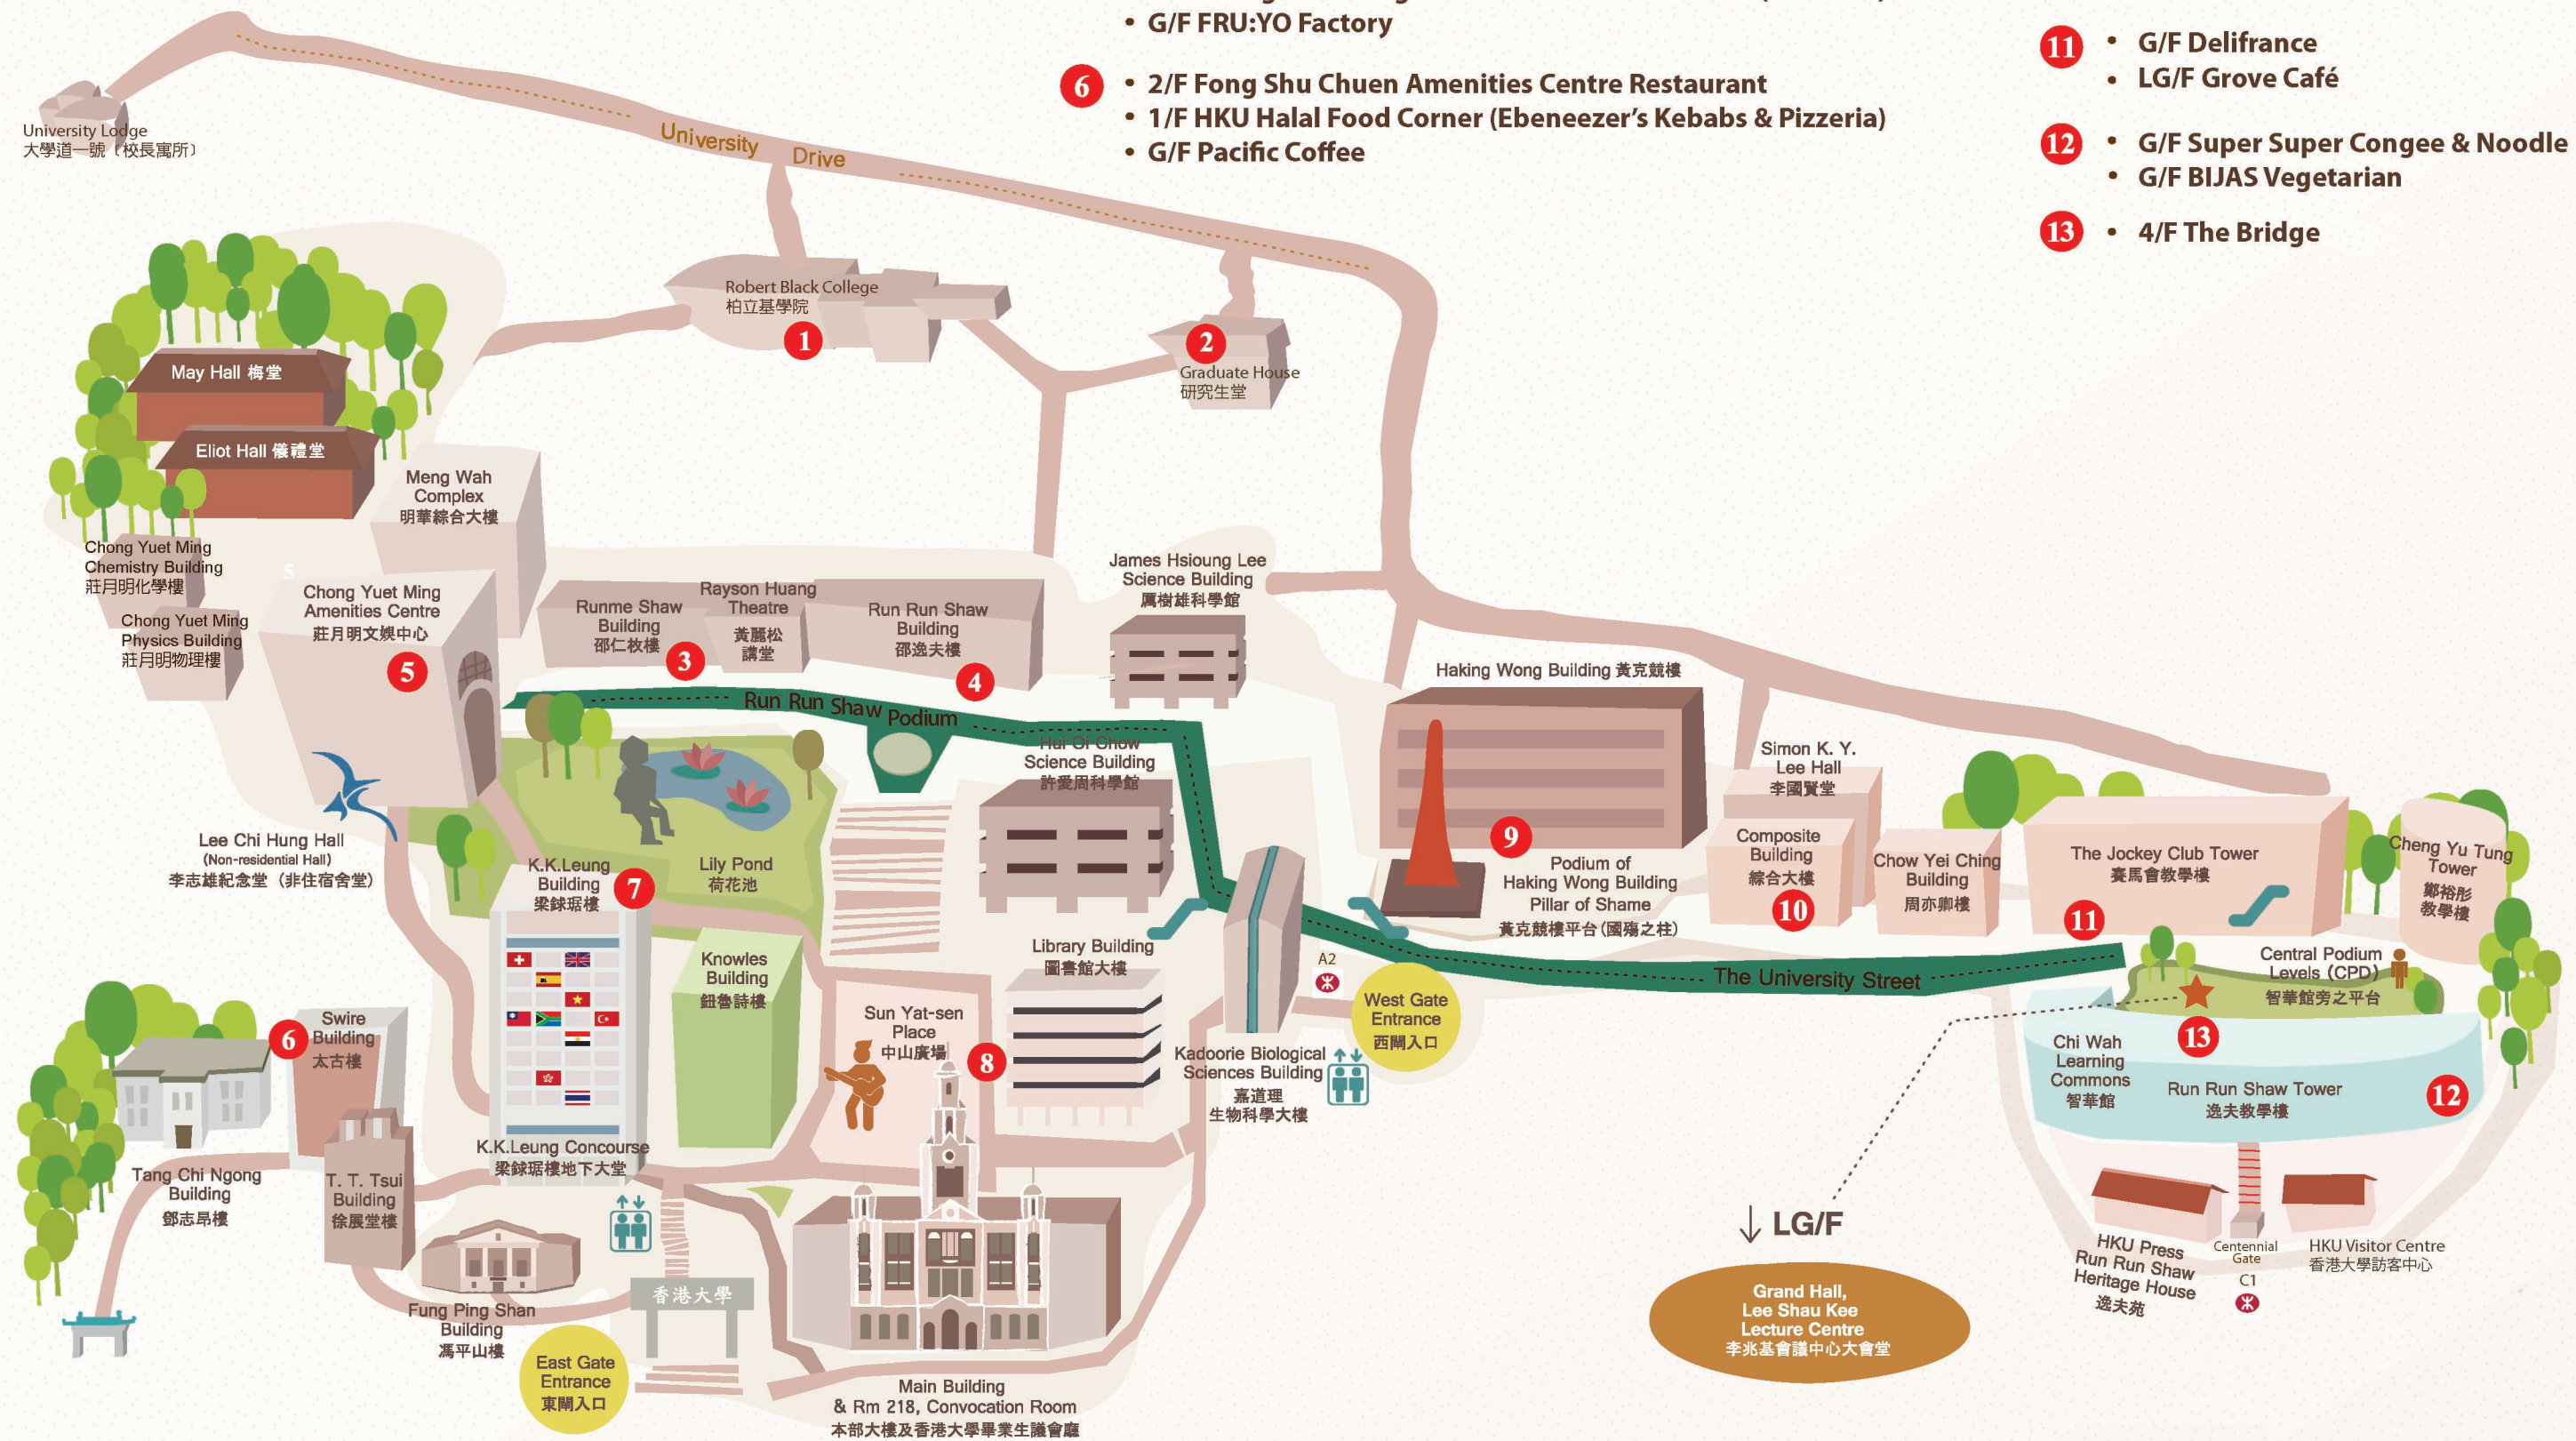 • G/F FRU:YO Factory
6
• 2/F Fong Shu Chuen Amenities Centre Restaurant
• 1/F HKU Halal Food Corner (Ebeneezer's Kebabs & Pizzeria)
• G/F Pacific Coffee
11
• G/F Delifrance
• LG/F Grove Café
12
• G/F Super Super Congee & Noodle
• G/F BIJAS Vegetarian
13
• 4/F The Bridge
University Lodge
大學道一號〔校長寓所〕
University Drive
Robert Black College
柏立基學院
1
2
Graduate House
研究生堂
May Hall 梅堂
Eliot Hall 儀禮堂
Meng Wah
Complex
明華綜合大樓
Chong Yuet Ming
Chemistry Building
莊月明化學樓
Chong Yuet Ming
Physics Building
莊月明物理樓
5
Chong Yuet Ming
Amenities Centre
莊月明文娛中心
5
Runme Shaw
Building
邵仁枚樓
3
Rayson Huang
Theatre
黃麗松
講堂
Run Run Shaw
Building
邵逸夫樓
4
James Hsioung Lee
Science Building
厲樹雄科學館
Run Run Shaw Podium
Hui Oi Chow
Science Building
許愛周科學館
Haking Wong Building 黃克競樓
9
Podium of
Haking Wong Building
Pillar of Shame
黃克競樓平台(國殤之柱)
Simon K. Y.
Lee Hall
李國賢堂
Composite
Building
綜合大樓
10
Chow Yei Ching
Building
周亦卿樓
The Jockey Club Tower
賽馬會教學樓
11
Cheng Yu Tung
Tower
鄭裕彤
教學樓
Lee Chi Hung Hall
(Non-residential Hall)
李志雄紀念堂 (非住宿舍堂)
K.K.Leung
Building
梁銶琚樓
7
Lily Pond
荷花池
Knowles
Building
鈕魯詩樓
Library Building
圖書館大樓
A2
West Gate
Entrance
西閘入口
The University Street
Central Podium
Levels (CPD)
智華館旁之平台
13
Chi Wah
Learning
Commons
智華館
Run Run Shaw Tower
逸夫教學樓
12
6
Swire
Building
太古樓
Sun Yat-sen
Place
中山廣場
8
Kadoorie Biological
Sciences Building
嘉道理
生物科學大樓
K.K.Leung Concourse
梁銶琚樓地下大堂
Tang Chi Ngong
Building
鄧志昂樓
T. T. Tsui
Building
徐展堂樓
Fung Ping Shan
Building
馮平山樓
香港大學
East Gate
Entrance
東閘入口
Main Building
& Rm 218, Convocation Room
本部大樓及香港大學畢業生議會廳
↓ LG/F
Grand Hall,
Lee Shau Kee
Lecture Centre
李兆基會議中心大會堂
HKU Press
Run Run Shaw
Heritage House
逸夫苑
Centennial
Gate
C1
HKU Visitor Centre
香港大學訪客中心